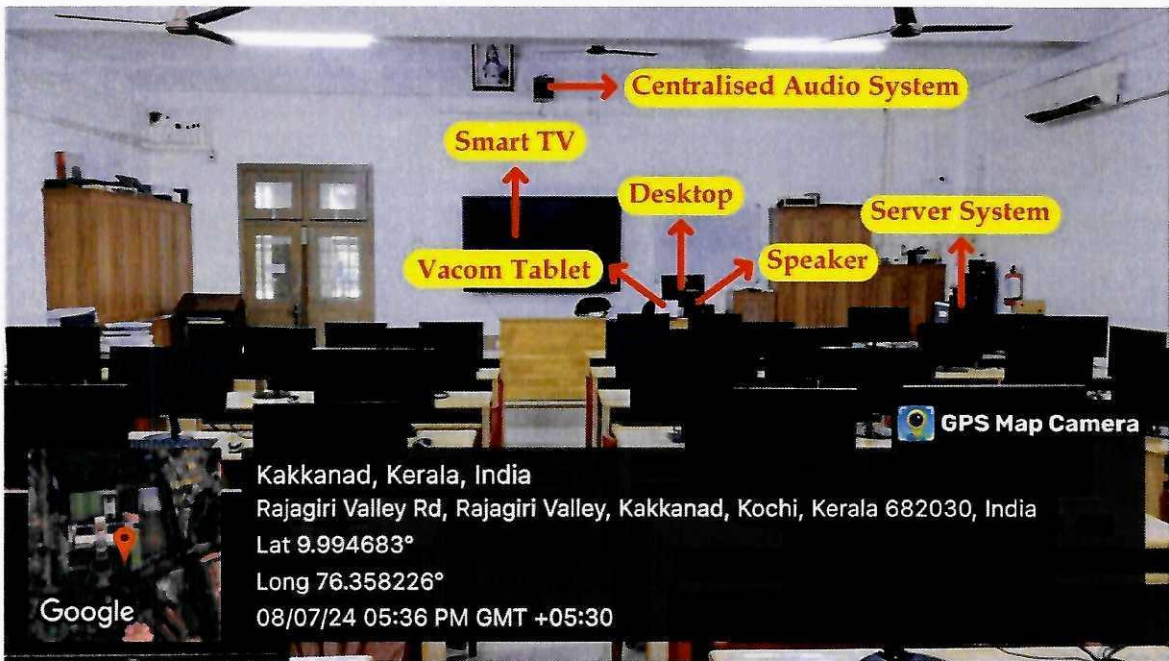 Centralised Audio System
Smart TV
Desktop
Server System
Vacom Tablet
Speaker
GPS Map Camera
Kakkanad, Kerala, India
Rajagiri Valley Rd, Rajagiri Valley, Kakkanad, Kochi, Kerala 682030, India
Lat 9.994683°
Long 76.358226°
08/07/24 05:36 PM GMT +05:30
Google